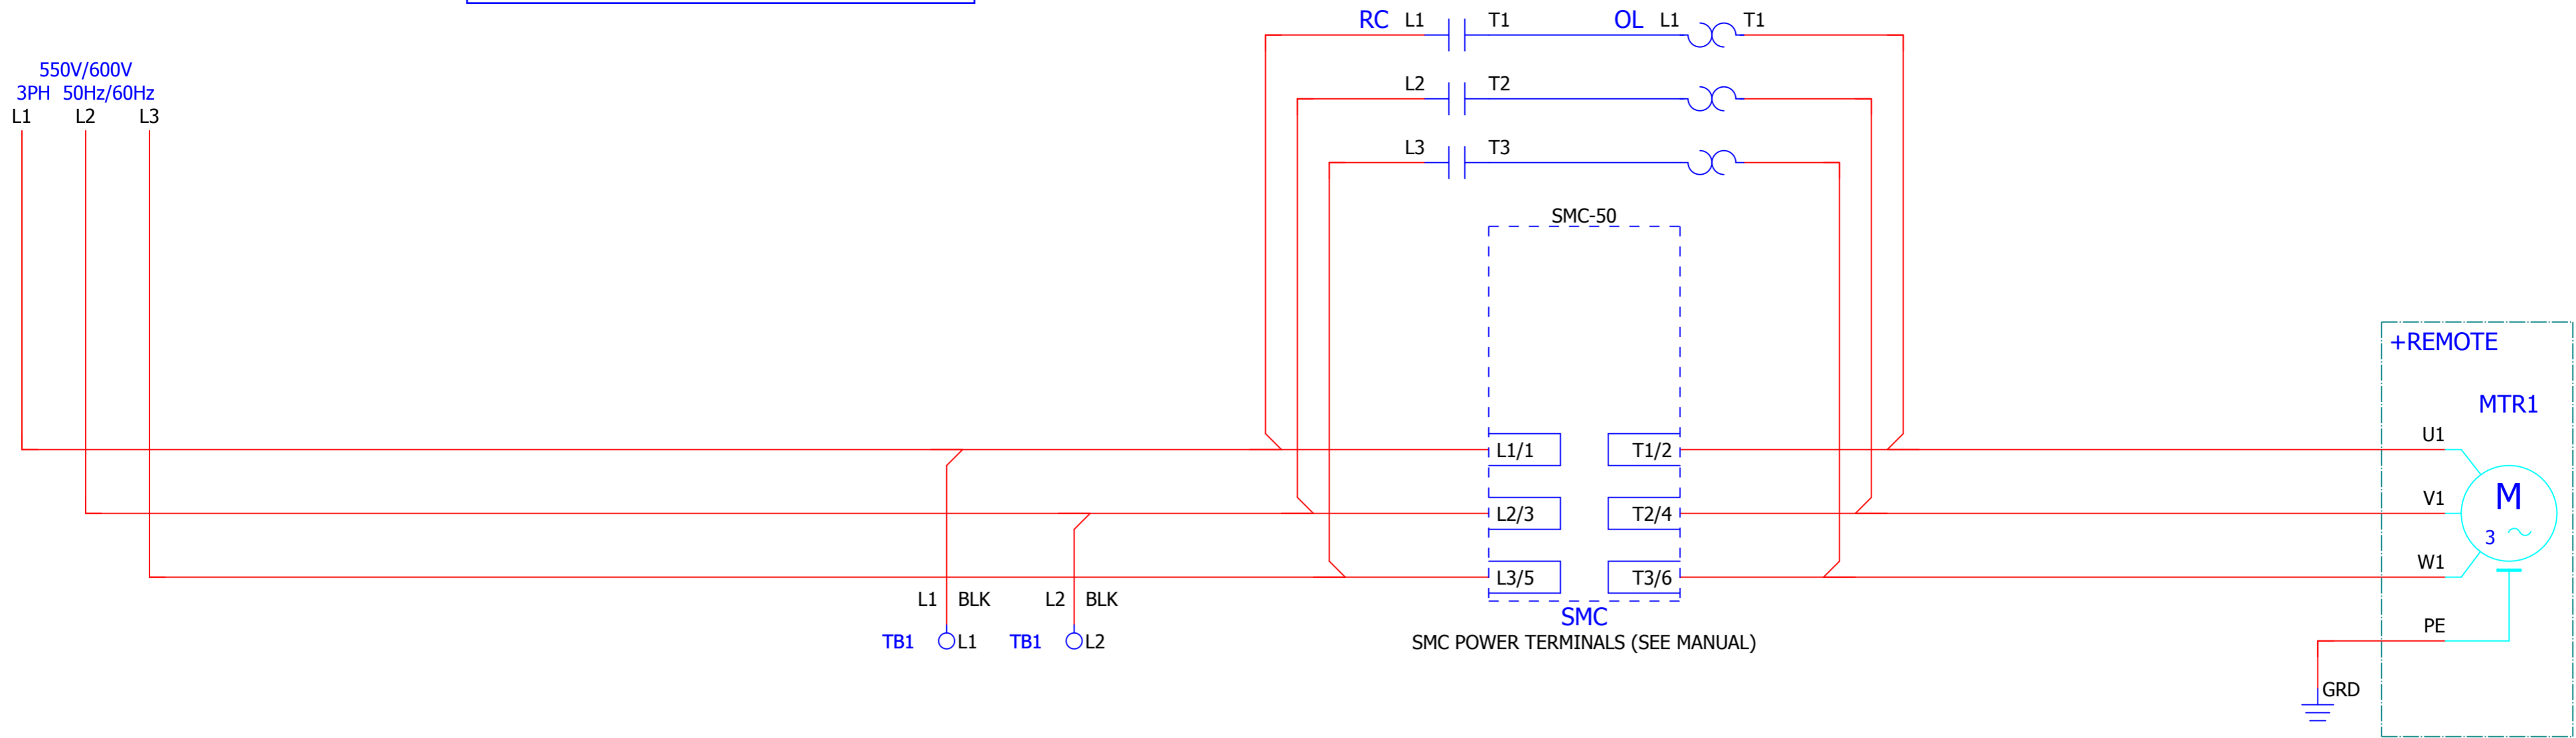 RC L1 T1 OL L1 T1
550V/600V
3PH 50Hz/60Hz
L1 L2 L3
L2 T2
L3 T3
SMC-50
+REMOTE
MTR1
U1
L1/1 T1/2
V1
M
L2/3 T2/4
3
W1
L3/5 T3/6
L1 BLK L2 BLK
SMC
TB1 L1 TB1 L2
SMC POWER TERMINALS (SEE MANUAL)
PE
GRD